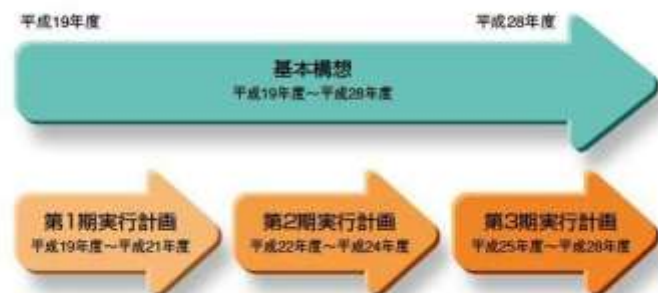 平成19年度
平成28年度
基本構想
平成19年度～平成28年度
第1期実行計画
平成19年度～平成21年度
第2期実行計画
平成22年度～平成24年度
第3期実行計画
平成25年度～平成28年度